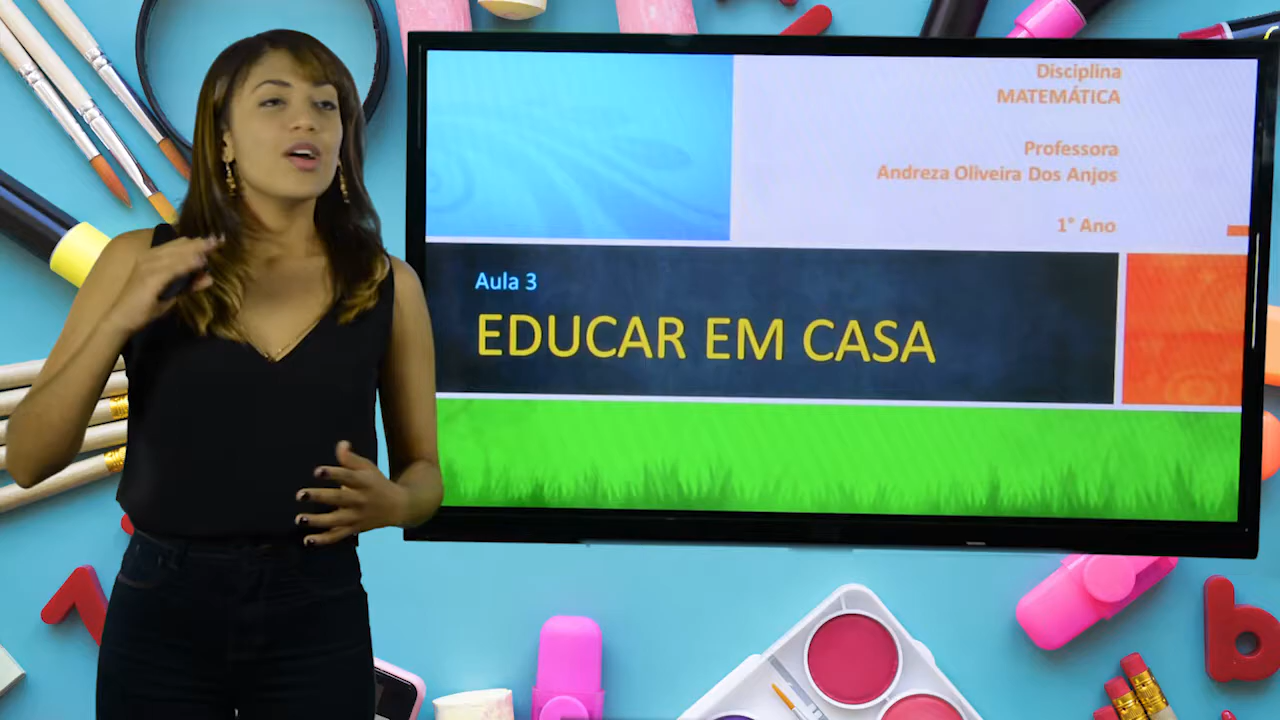 Disciplina
MATEMÁTICA
Professora
Andreza Oliveira Dos Anjos
1° Ano
Aula 3
EDUCAR EM CASA
b